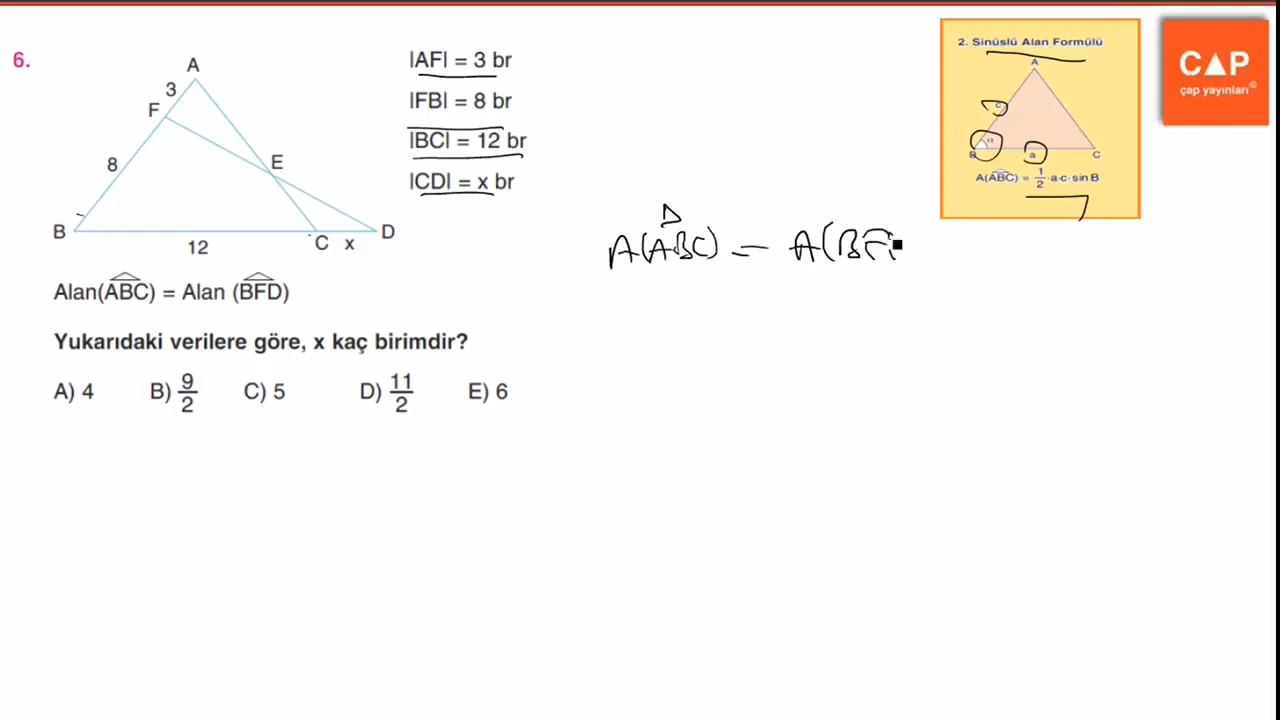 6.
A
3
F
8
E
B
12
C
x
D
|AF| = 3 br
|FB| = 8 br
|BC| = 12 br
|CD| = x br
Alan(ABC) = Alan (BFD)
Yukarıdaki verilere göre, x kaç birimdir?
A) 4 B) 9/2 C) 5 D) 11/2 E) 6
A(ABC) = A(BF
2. Sinüslü Alan Formülü
A
c
α
B
a
C
A(ABC) = 1/2 ·a·c·sin B
ÇAP
çap yayınları®